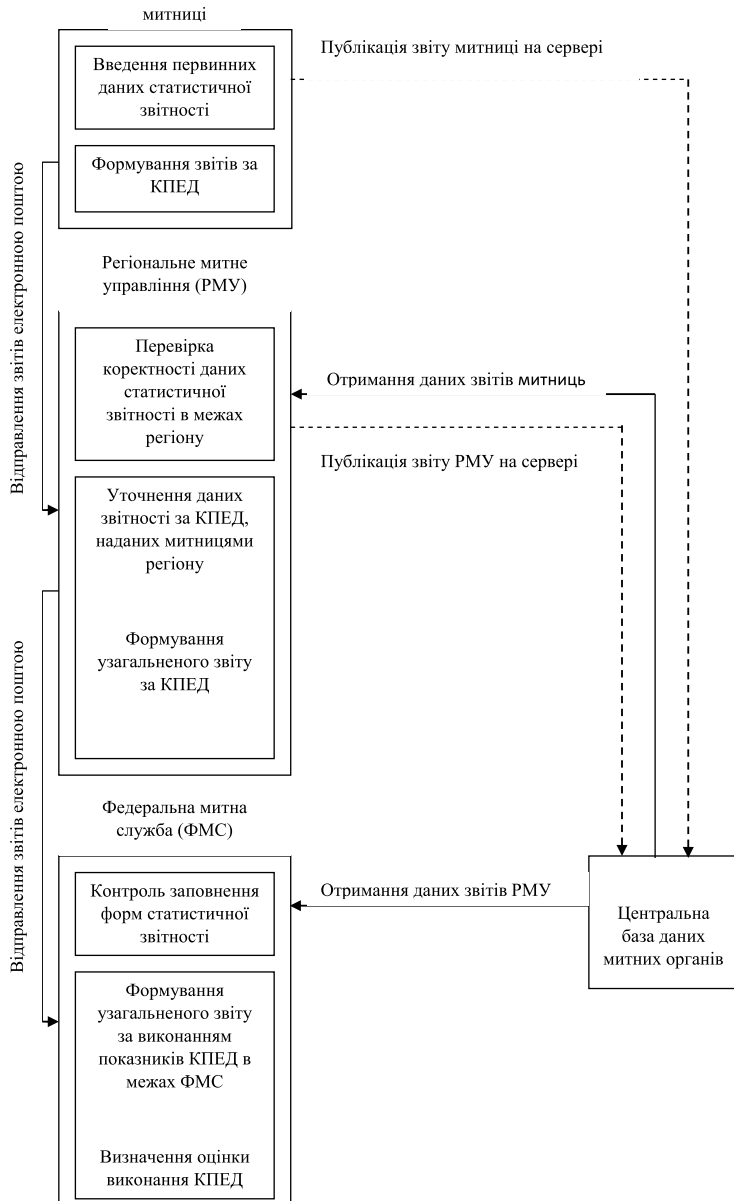 митниці
Публікація звіту митниці на сервері
Введення первинних
даних статистичної
звітності
Формування звітів за
КПЕД
Відправлення звітів електронною поштою
Регіональне митне
управління (РМУ)
Перевірка
коректності даних
статистичної
звітності в межах
регіону
Отримання даних звітів митниць
Публікація звіту РМУ на сервері
Уточнення даних
звітності за КПЕД,
наданих митницями
регіону
Формування
узагальненого звіту
за КПЕД
Відправлення звітів електронною поштою
Федеральна митна
служба (ФМС)
Контроль заповнення
форм статистичної
звітності
Отримання даних звітів РМУ
Центральна
база даних
митних органів
Формування
узагальненого звіту
за виконанням
показників КПЕД в
межах ФМС
Визначення оцінки
виконання КПЕД